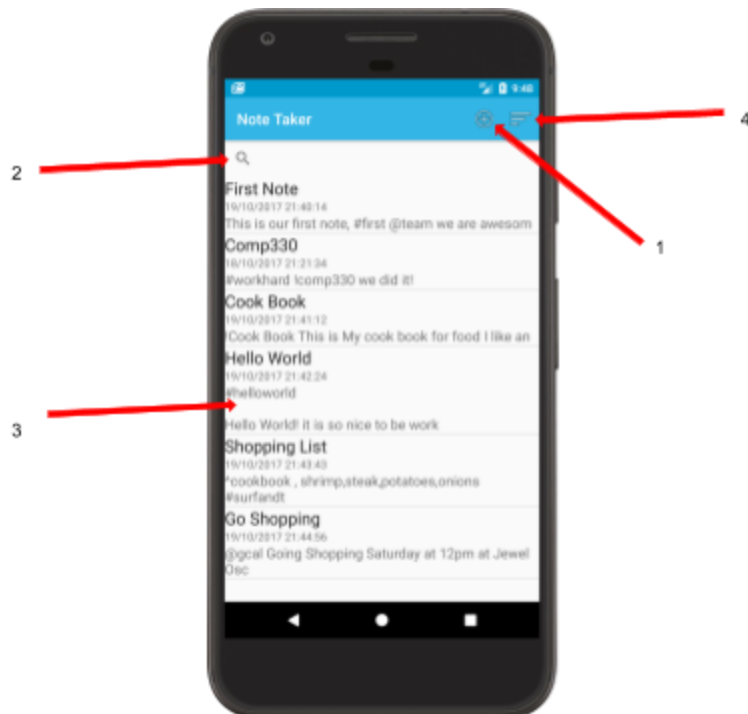 9:48
Note Taker
4
2
First Note
19/10/2017 21:40:14
This is our first note, #first @team we are awesom
1
Comp330
18/10/2017 21:21:34
#workhard !comp330 we did it!
Cook Book
19/10/2017 21:41:12
!Cook Book This is My cook book for food I like an
Hello World
19/10/2017 21:42:24
#helloworld
3
Hello World! it is so nice to be work
Shopping List
19/10/2017 21:43:43
^cookbook , shrimp,steak,potatoes,onions
#surfandt
Go Shopping
19/10/2017 21:44:56
@gcal Going Shopping Saturday at 12pm at Jewel
Osc